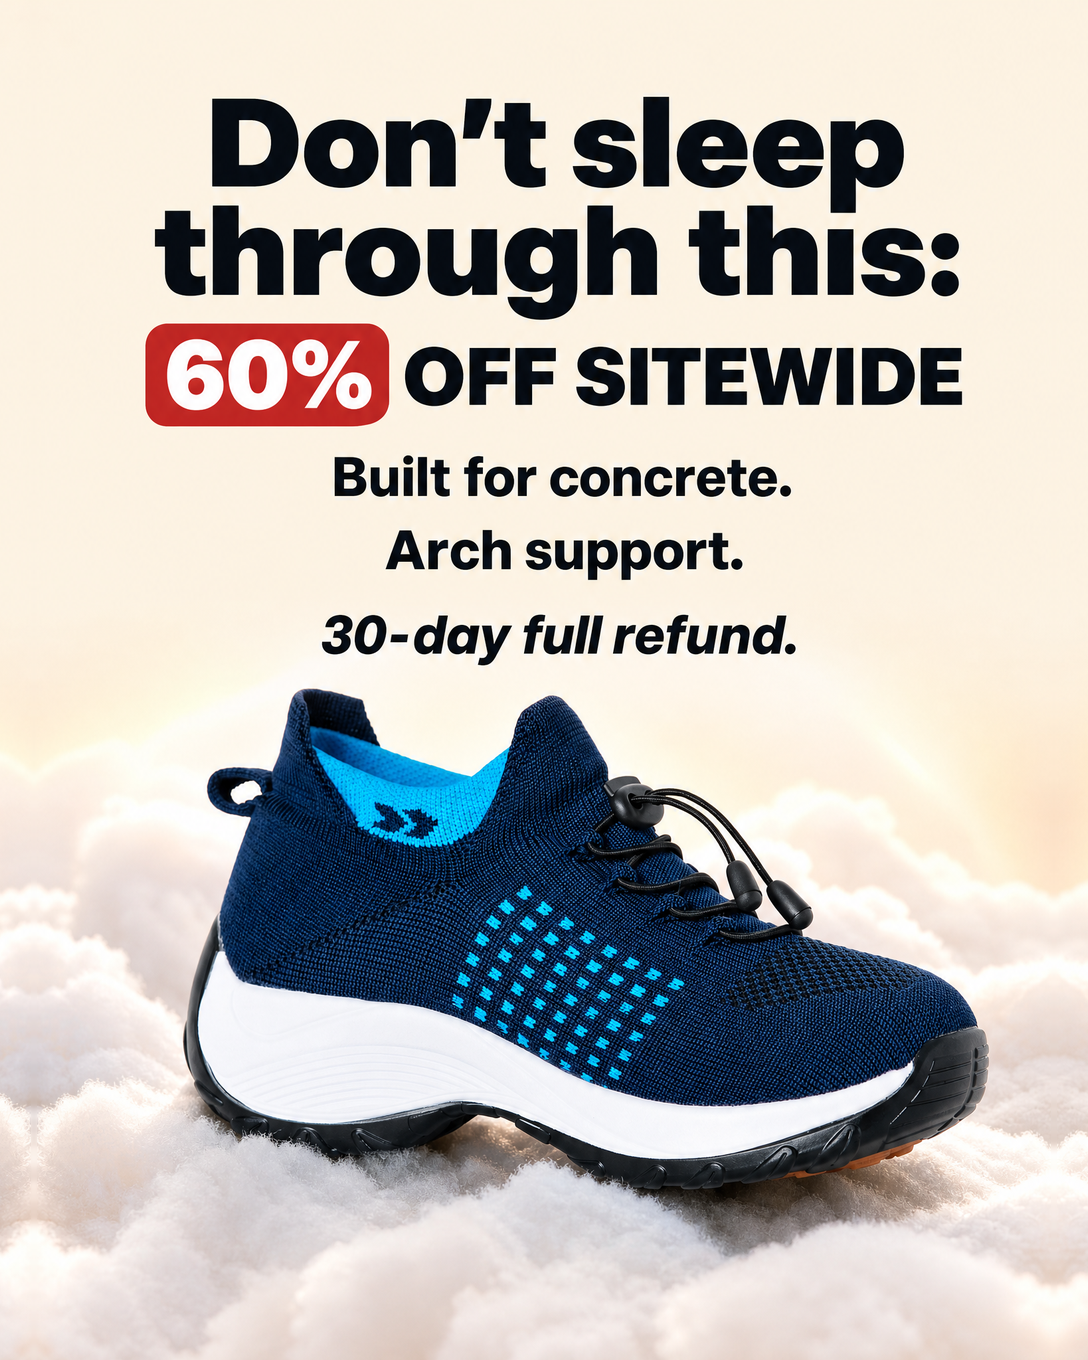 Don’t sleep
through this:
60% OFF SITEWIDE
Built for concrete.
Arch support.
30-day full refund.